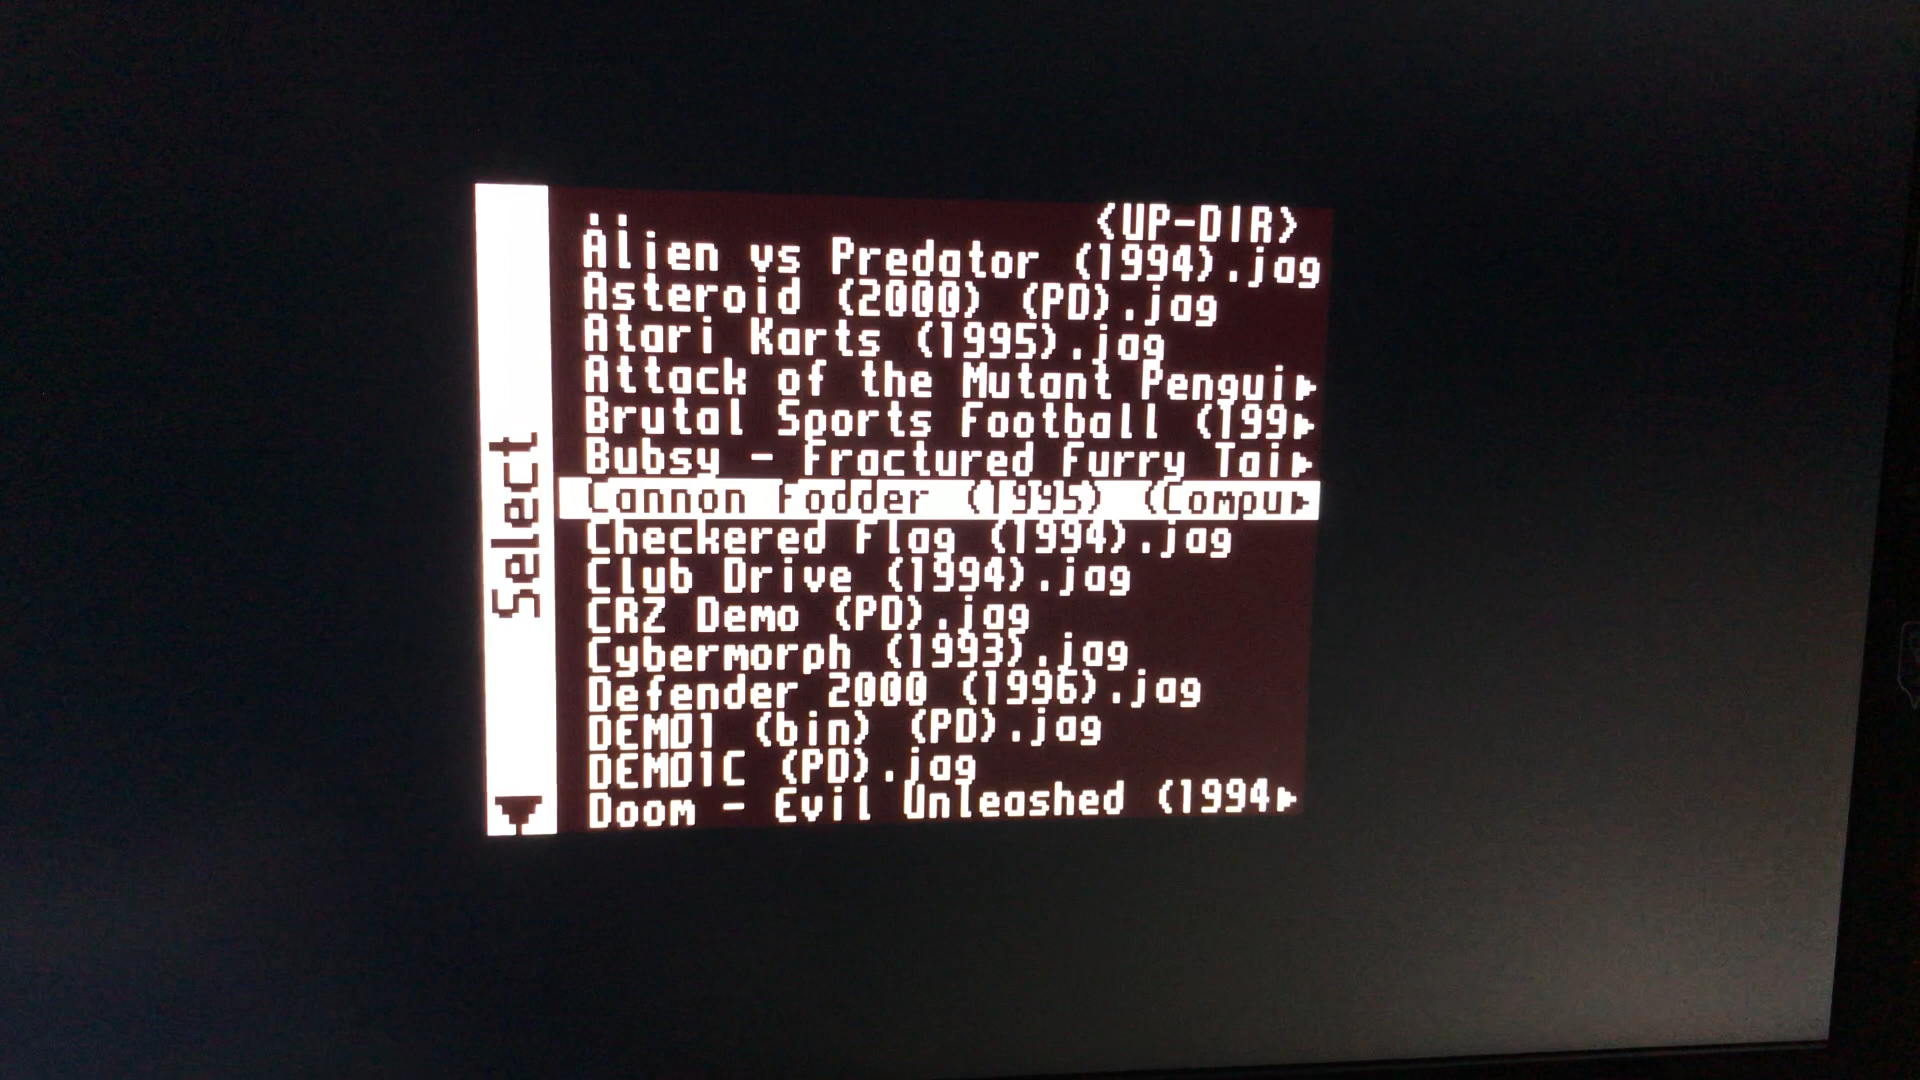 Select
.. <UP-DIR>
Alien vs Predator (1994).jag
Asteroid (2000) (PD).jag
Atari Karts (1995).jag
Attack of the Mutant Pengui▸
Brutal Sports Football (199▸
Bubsy - Fractured Furry Tai▸
Cannon Fodder (1995) (Compu▸
Checkered Flag (1994).jag
Club Drive (1994).jag
CRZ Demo (PD).jag
Cybermorph (1993).jag
Defender 2000 (1996).jag
DEMO1 (bin) (PD).jag
DEMO1C (PD).jag
Doom - Evil Unleashed (1994▸